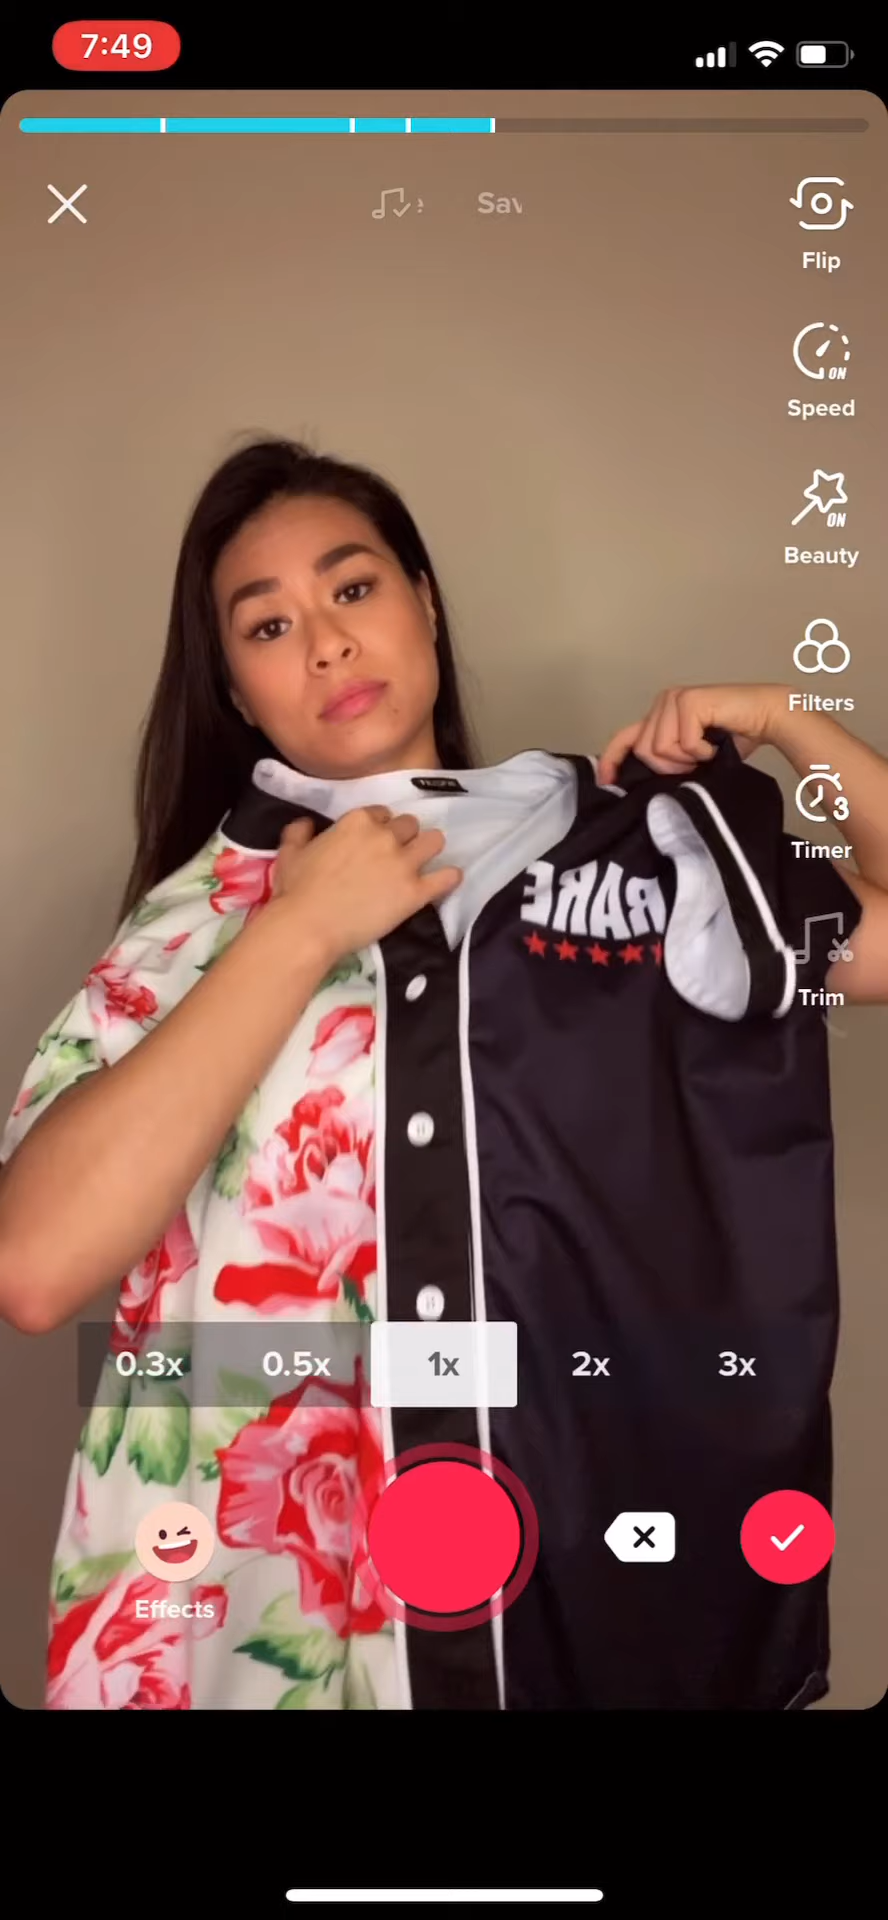 7:49
Sav
Flip
ON
Speed
ON
Beauty
Filters
3
Timer
Trim
RARE
0.3x
0.5x
1x
2x
3x
Effects